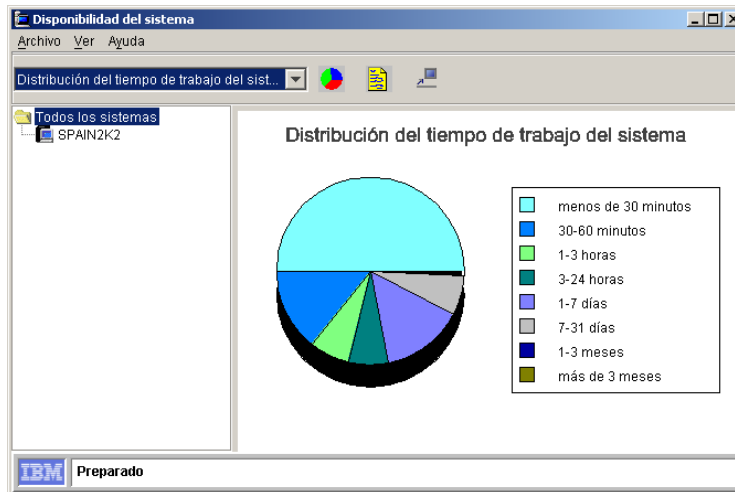 Disponibilidad del sistema
Archivo Ver Ayuda
Distribución del tiempo de trabajo del sist...
Todos los sistemas
SPAIN2K2
Distribución del tiempo de trabajo del sistema
menos de 30 minutos
30-60 minutos
1-3 horas
3-24 horas
1-7 días
7-31 días
1-3 meses
más de 3 meses
IBM Preparado